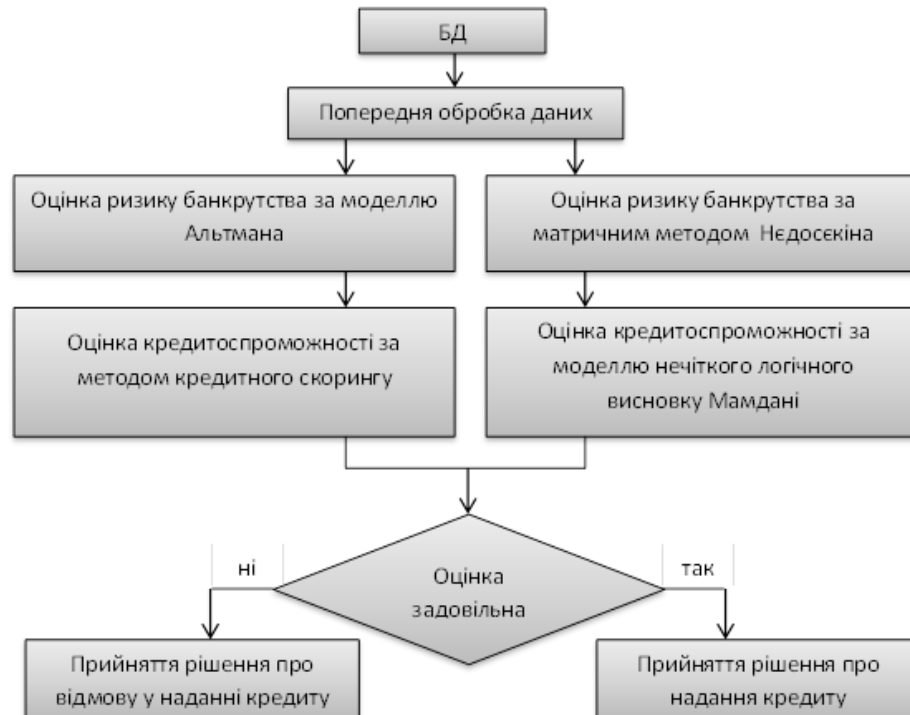 БД
Попередня обробка даних
Оцінка ризику банкрутства за моделлю
Альтмана
Оцінка ризику банкрутства за
матричним методом Нєдосєкіна
Оцінка кредитоспроможності за
методом кредитного скорингу
Оцінка кредитоспроможності за
моделлю нечіткого логічного
висновку Мамдані
ні
Оцінка
задовільна
так
Прийняття рішення про
відмову у наданні кредиту
Прийняття рішення про
надання кредиту